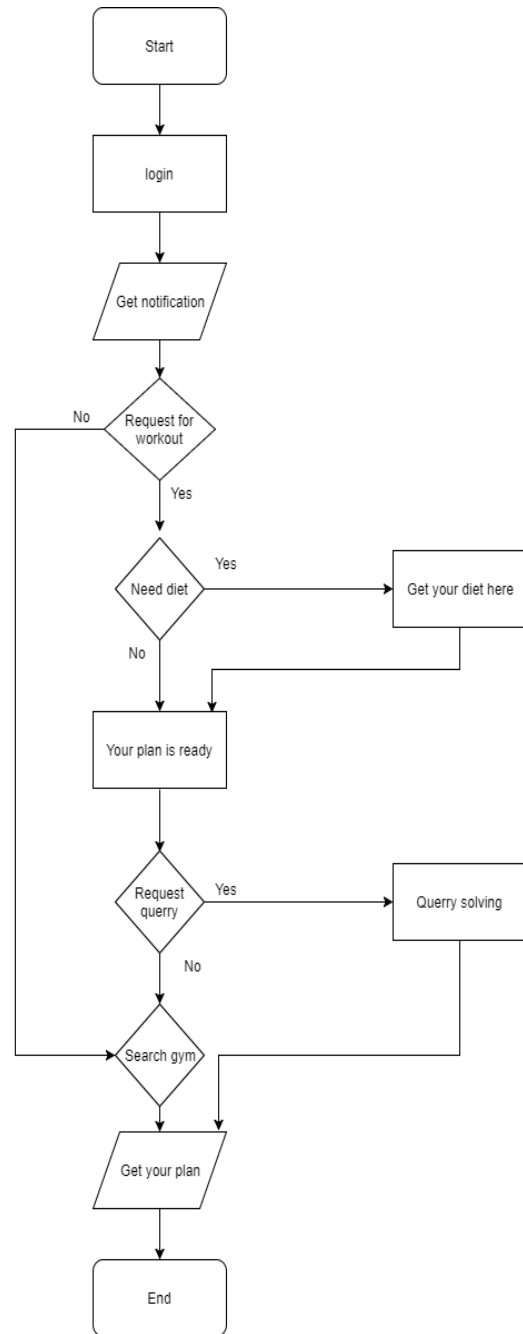 Start
login
Get notification
No
Request for
workout
Yes
Need diet
Yes
Get your diet here
No
Your plan is ready
Request
querry
Yes
Querry solving
No
Search gym
Get your plan
End